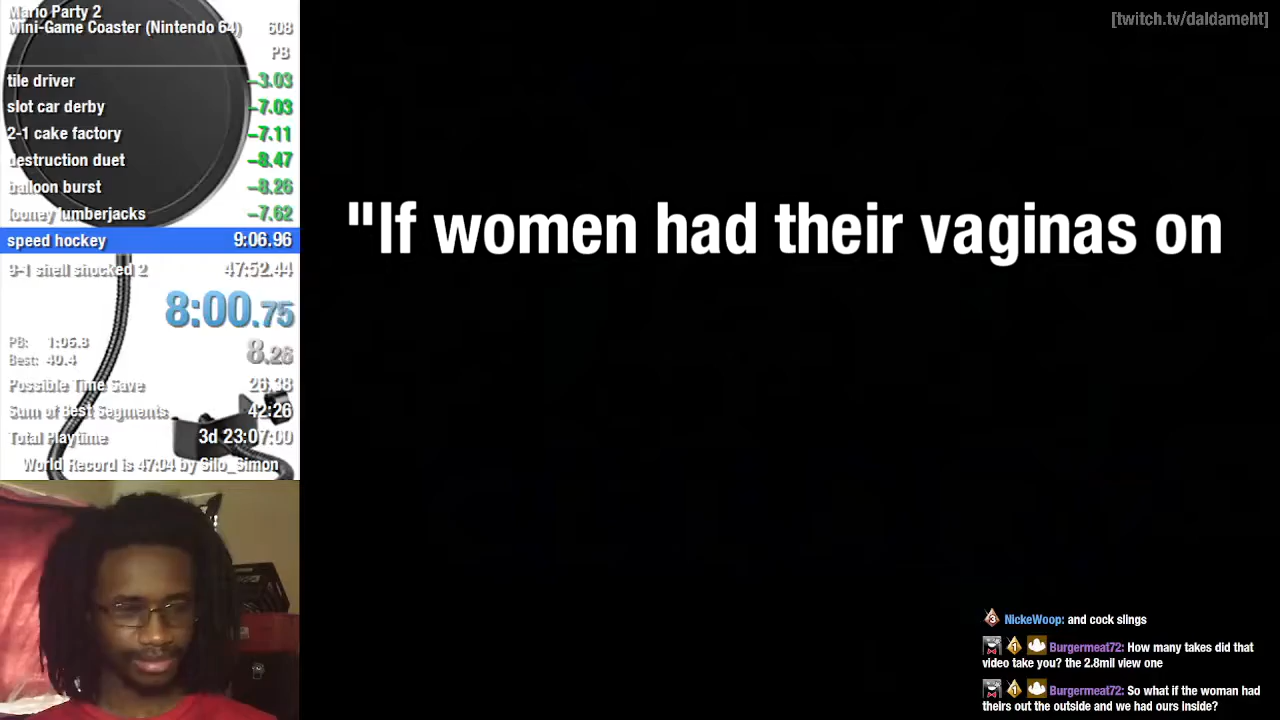 [twitch.tv/daldameht]
Mario Party 2
Mini-Game Coaster (Nintendo 64) 608
PB
tile driver -3.03
slot car derby -7.03
2-1 cake factory -7.11
destruction duet -8.47
balloon burst -8.26
looney lumberjacks -7.62
speed hockey 9:06.96
9-1 shell shocked 2 47:52.44
8:00.75
PB: 1:06.8
8.26
Best: 40.4
Possible Time Save 26.38
Sum of Best Segments 42:26
Total Playtime 3d 23:07:00
World Record is 47:04 by Silo_Simon
"If women had their vaginas on
NickeWoop: and cock slings
Burgermeat72: How many takes did that
video take you? the 2.8mil view one
Burgermeat72: So what if the woman had
theirs out the outside and we had ours inside?